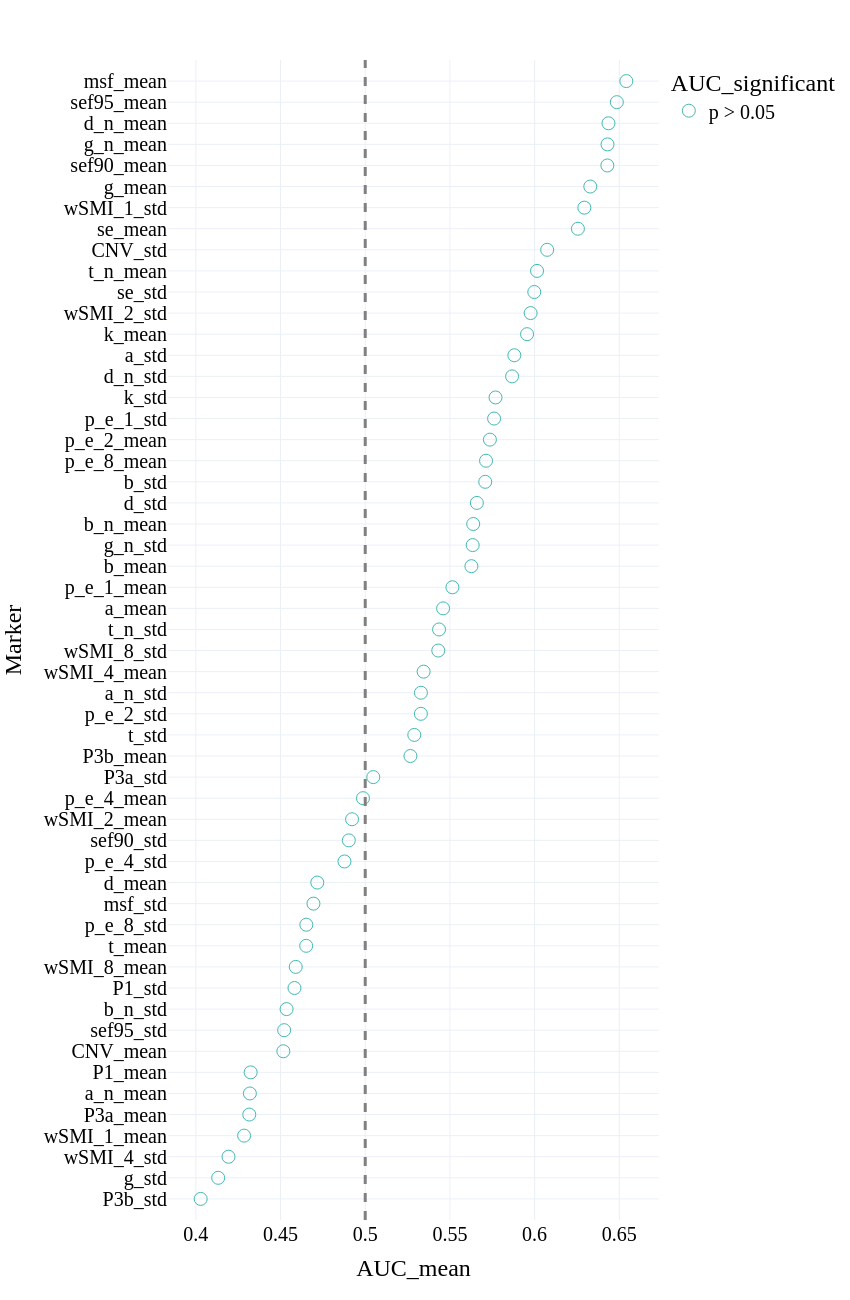 AUC_significant
p > 0.05
Marker
msf_mean
sef95_mean
d_n_mean
g_n_mean
sef90_mean
g_mean
wSMI_1_std
se_mean
CNV_std
t_n_mean
se_std
wSMI_2_std
k_mean
a_std
d_n_std
k_std
p_e_1_std
p_e_2_mean
p_e_8_mean
b_std
d_std
b_n_mean
g_n_std
b_mean
p_e_1_mean
a_mean
t_n_std
wSMI_8_std
wSMI_4_mean
a_n_std
p_e_2_std
t_std
P3b_mean
P3a_std
p_e_4_mean
wSMI_2_mean
sef90_std
p_e_4_std
d_mean
msf_std
p_e_8_std
t_mean
wSMI_8_mean
P1_std
b_n_std
sef95_std
CNV_mean
P1_mean
a_n_mean
P3a_mean
wSMI_1_mean
wSMI_4_std
g_std
P3b_std
0.4 0.45 0.5 0.55 0.6 0.65
AUC_mean